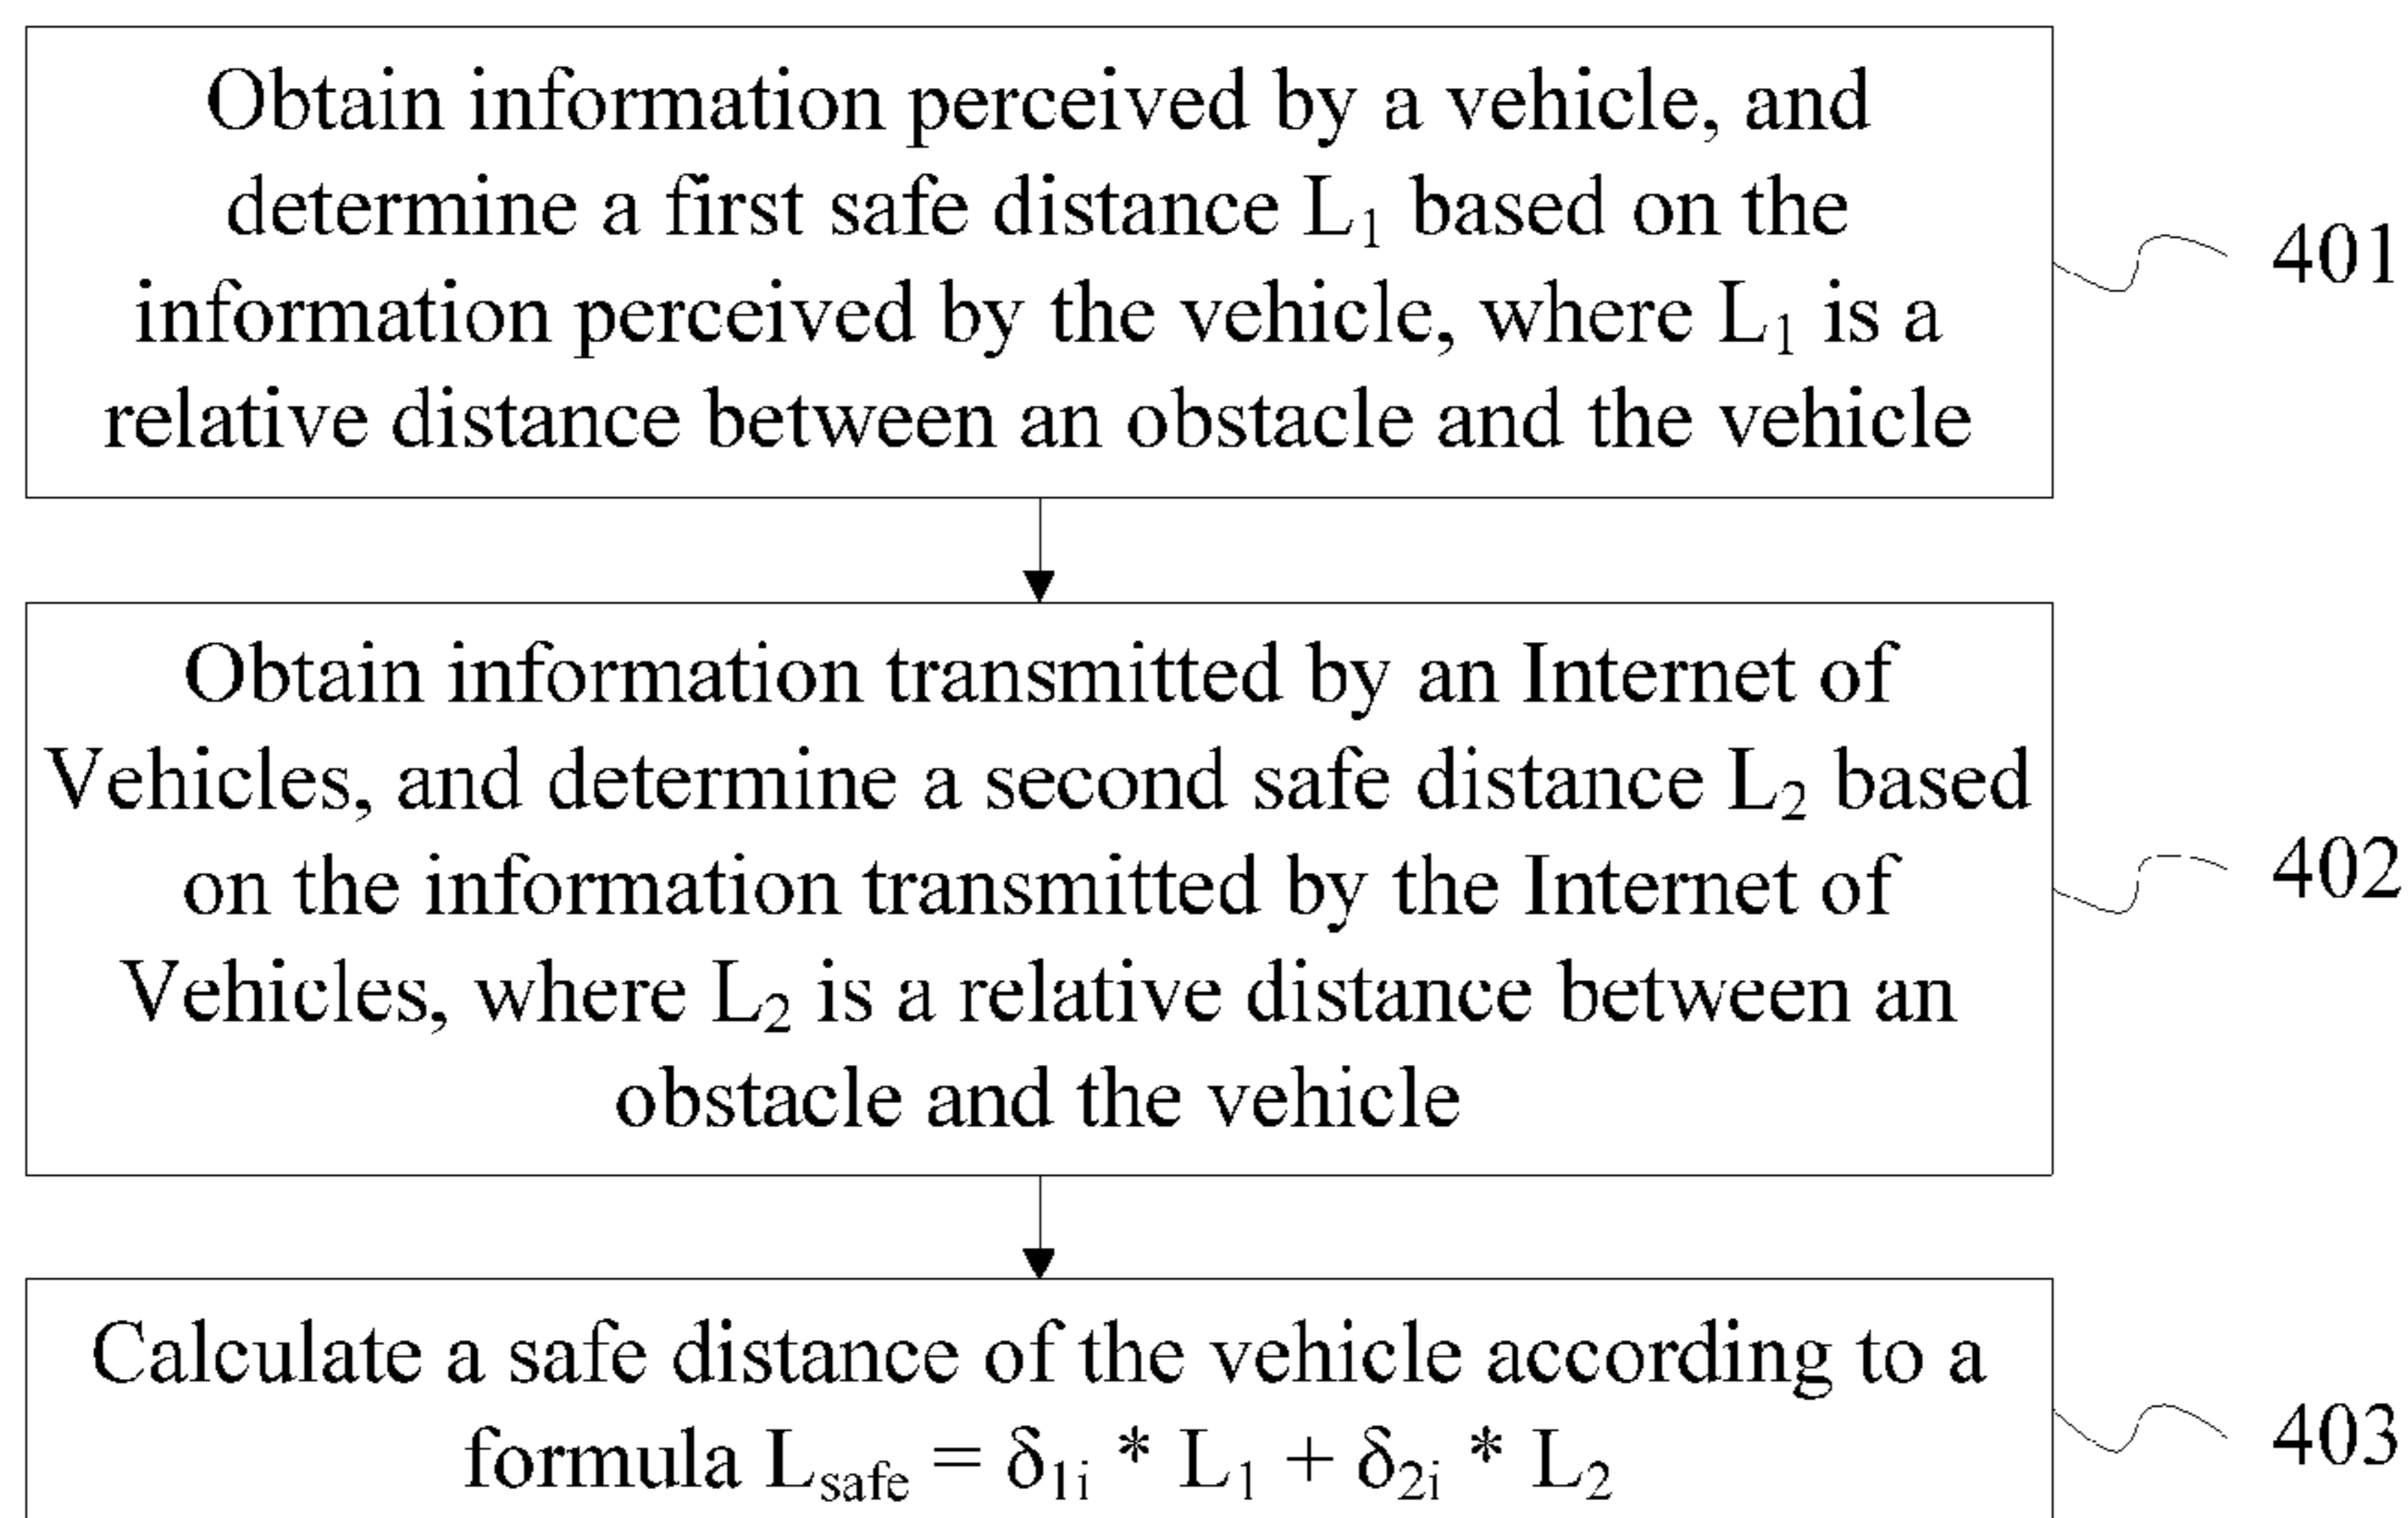 Obtain information perceived by a vehicle, and
determine a first safe distance L₁ based on the
information perceived by the vehicle, where L₁ is a
relative distance between an obstacle and the vehicle
401
Obtain information transmitted by an Internet of
Vehicles, and determine a second safe distance L₂ based
on the information transmitted by the Internet of
Vehicles, where L₂ is a relative distance between an
obstacle and the vehicle
402
Calculate a safe distance of the vehicle according to a
formula L_safe = δ₁ᵢ * L₁ + δ₂ᵢ * L₂
403